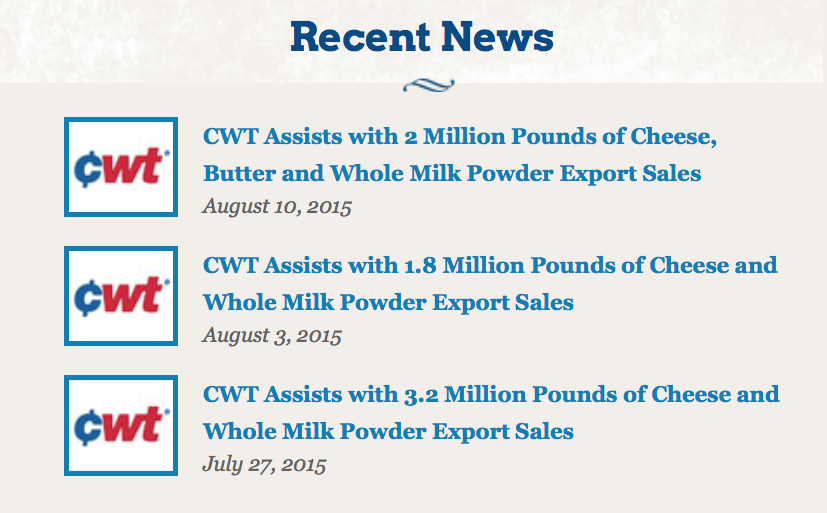 Recent News
¢wt
CWT Assists with 2 Million Pounds of Cheese,
Butter and Whole Milk Powder Export Sales
August 10, 2015
¢wt
CWT Assists with 1.8 Million Pounds of Cheese and
Whole Milk Powder Export Sales
August 3, 2015
¢wt
CWT Assists with 3.2 Million Pounds of Cheese and
Whole Milk Powder Export Sales
July 27, 2015